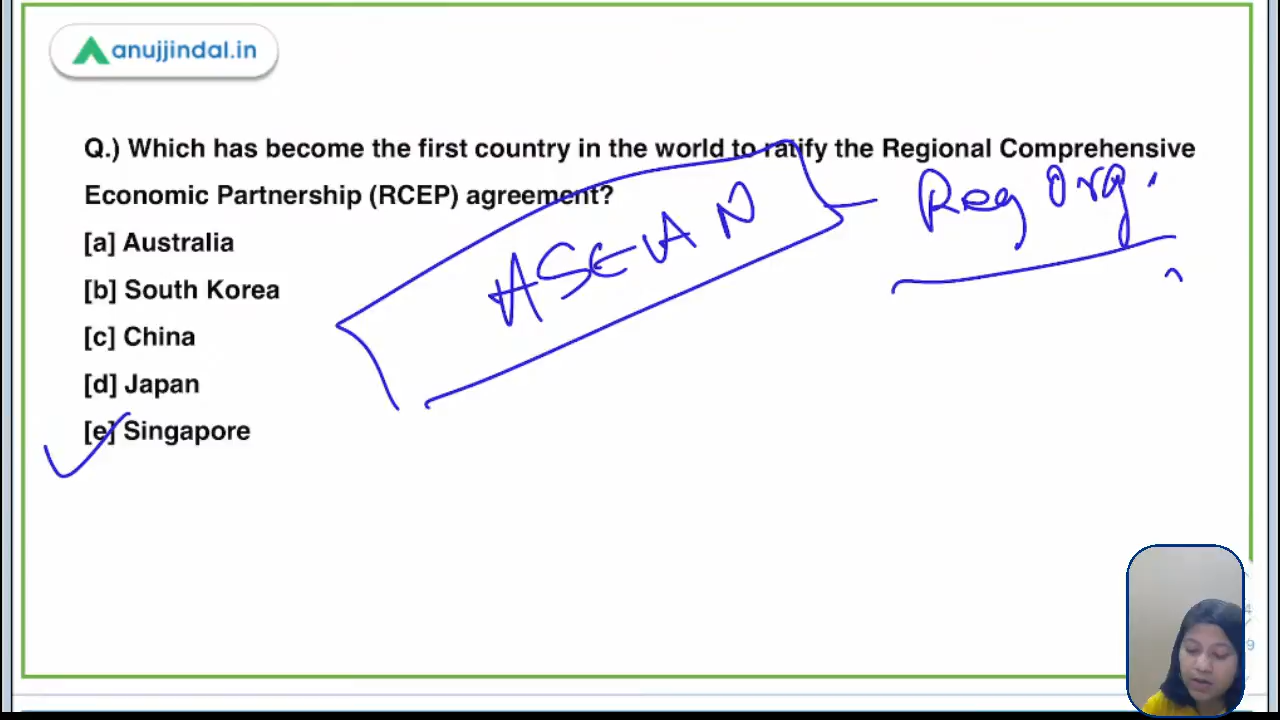 anujjindal.in
Q.) Which has become the first country in the world to ratify the Regional Comprehensive
Economic Partnership (RCEP) agreement?
[a] Australia
[b] South Korea
[c] China
[d] Japan
[e] Singapore
ASEAN
Reg Org.